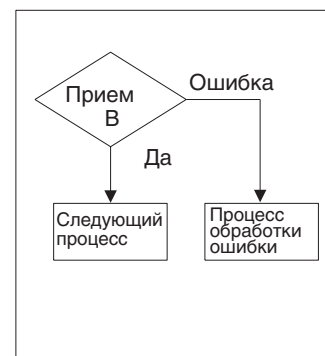 Прием
В
Ошибка
Да
Следующий
процесс
Процесс
обработки
ошибки